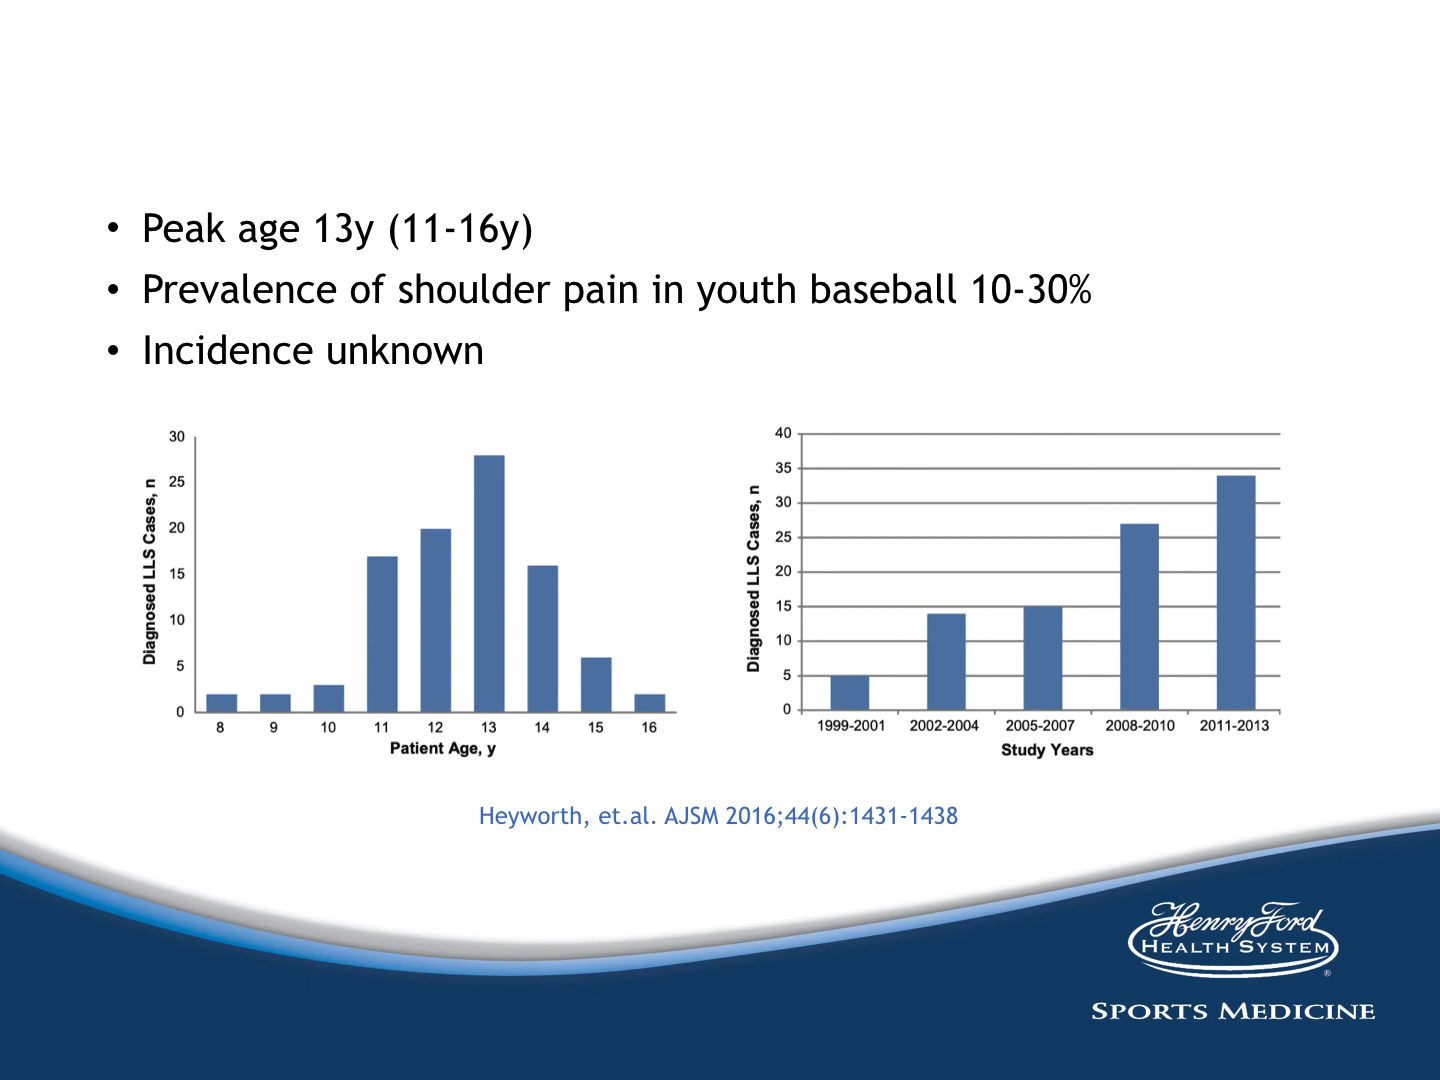 • Peak age 13y (11-16y)
• Prevalence of shoulder pain in youth baseball 10-30%
• Incidence unknown
30
25
20
15
10
5
0
Diagnosed LLS Cases, n
8 9 10 11 12 13 14 15 16
Patient Age, y
40
35
30
25
20
15
10
5
0
Diagnosed LLS Cases, n
1999-2001 2002-2004 2005-2007 2008-2010 2011-2013
Study Years
Heyworth, et.al. AJSM 2016;44(6):1431-1438
Henry Ford
HEALTH SYSTEM
®
SPORTS MEDICINE